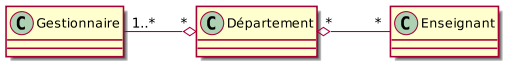 C Gestionnaire 1..* * C Département * * C Enseignant